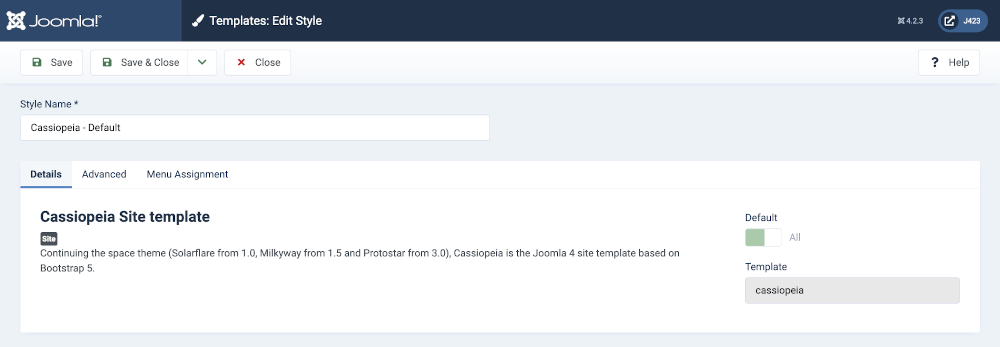 Joomla!® Templates: Edit Style 4.2.3 J423
Save Save & Close Close ? Help
Style Name *
Cassiopeia - Default
Details Advanced Menu Assignment
Cassiopeia Site template
Site
Continuing the space theme (Solarflare from 1.0, Milkyway from 1.5 and Protostar from 3.0), Cassiopeia is the Joomla 4 site template based on
Bootstrap 5.
Default
All
Template
cassiopeia